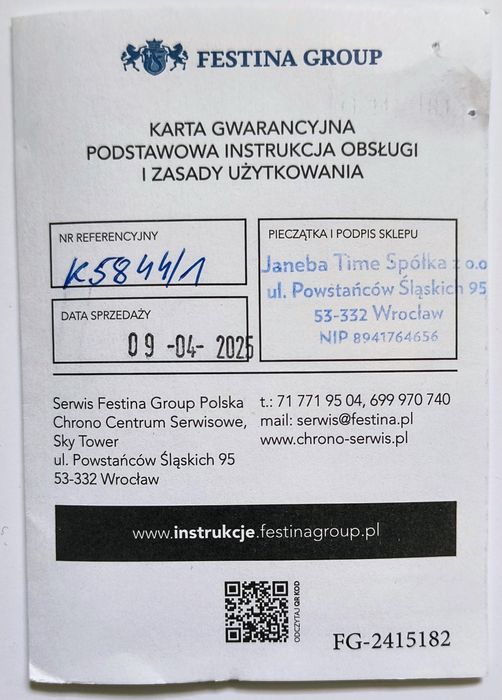 FESTINA GROUP
KARTA GWARANCYJNA
PODSTAWOWA INSTRUKCJA OBSŁUGI
I ZASADY UŻYTKOWANIA
NR REFERENCYJNY
K5844/1
DATA SPRZEDAŻY
09 -04- 2025
PIECZĄTKA I PODPIS SKLEPU
Janeba Time Spółka z o.o
ul. Powstańców Śląskich 95
53-332 Wrocław
NIP 8941764656
Serwis Festina Group Polska
Chrono Centrum Serwisowe,
Sky Tower
ul. Powstańców Śląskich 95
53-332 Wrocław
t.: 71 771 95 04, 699 970 740
mail: serwis@festina.pl
www.chrono-serwis.pl
www.instrukcje.festinagroup.pl
ODCZYTAJ QR KOD
FG-2415182